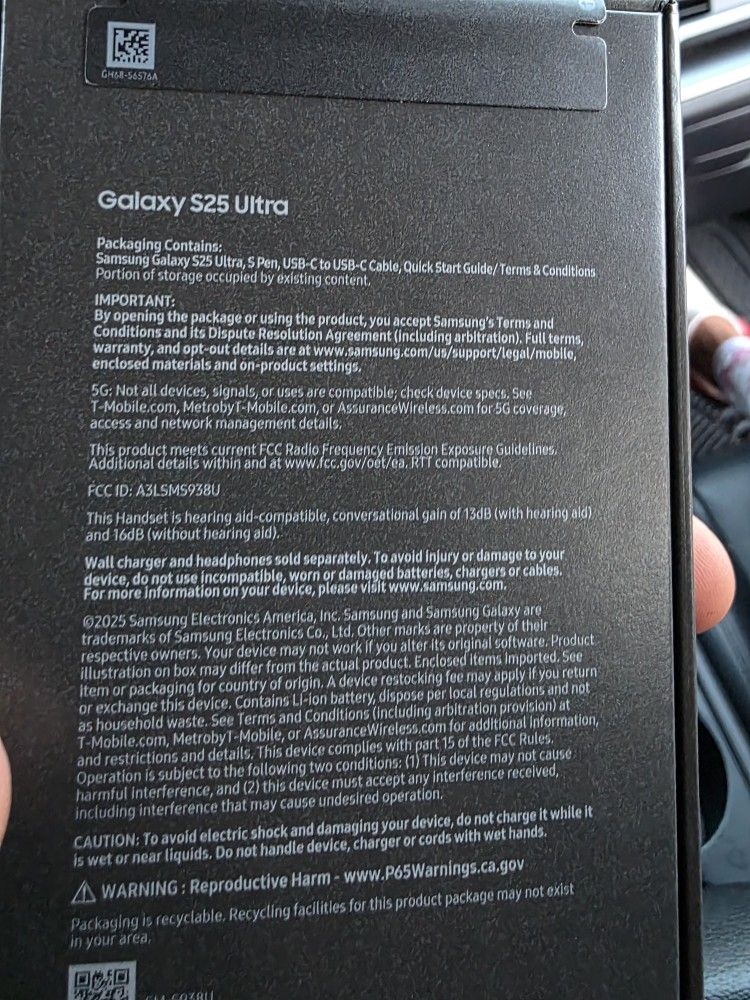 GH68-56576A
Galaxy S25 Ultra
Packaging Contains:
Samsung Galaxy S25 Ultra, S Pen, USB-C to USB-C Cable, Quick Start Guide/ Terms & Conditions
Portion of storage occupied by existing content.
IMPORTANT:
By opening the package or using the product, you accept Samsung's Terms and
Conditions and its Dispute Resolution Agreement (including arbitration). Full terms,
warranty, and opt-out details are at www.samsung.com/us/support/legal/mobile,
enclosed materials and on-product settings.
5G: Not all devices, signals, or uses are compatible; check device specs. See
T-Mobile.com, MetrobyT-Mobile.com, or AssuranceWireless.com for 5G coverage,
access and network management details.
This product meets current FCC Radio Frequency Emission Exposure Guidelines.
Additional details within and at www.fcc.gov/oet/ea. RTT compatible.
FCC ID: A3LSMS938U
This Handset is hearing aid-compatible, conversational gain of 13dB (with hearing aid)
and 16dB (without hearing aid).
Wall charger and headphones sold separately. To avoid injury or damage to your
device, do not use incompatible, worn or damaged batteries, chargers or cables.
For more information on your device, please visit www.samsung.com.
©2025 Samsung Electronics America, Inc. Samsung and Samsung Galaxy are
trademarks of Samsung Electronics Co., Ltd. Other marks are property of their
respective owners. Your device may not work if you alter its original software. Product
illustration on box may differ from the actual product. Enclosed items imported. See
item or packaging for country of origin. A device restocking fee may apply if you return
or exchange this device. Contains Li-ion battery, dispose per local regulations and not
as household waste. See Terms and Conditions (including arbitration provision) at
T-Mobile.com, MetrobyT-Mobile.com, or AssuranceWireless.com for additional information,
and restrictions and details. This device complies with part 15 of the FCC Rules.
Operation is subject to the following two conditions: (1) This device may not cause
harmful interference, and (2) this device must accept any interference received,
including interference that may cause undesired operation.
CAUTION: To avoid electric shock and damaging your device, do not charge it while it
is wet or near liquids. Do not handle device, charger or cords with wet hands.
WARNING : Reproductive Harm - www.P65Warnings.ca.gov
Packaging is recyclable. Recycling facilities for this product package may not exist
in your area.